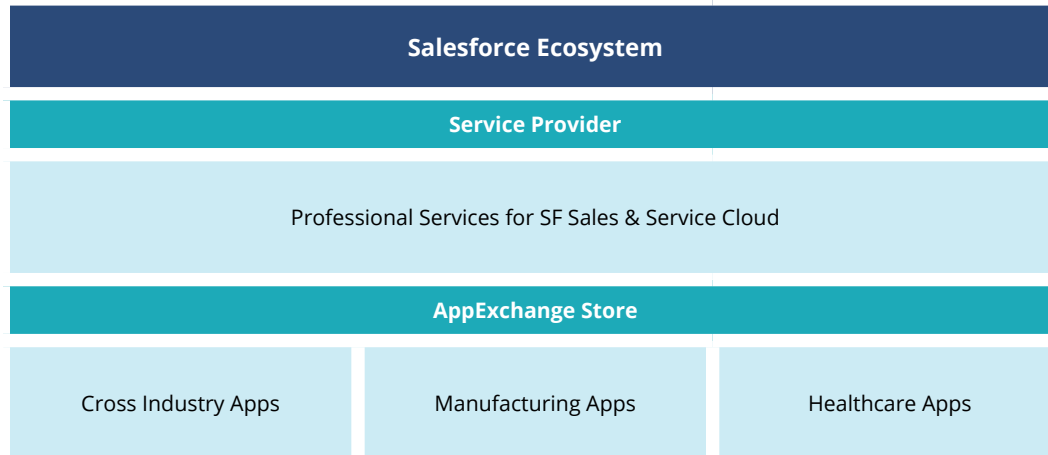 Salesforce Ecosystem
Service Provider
Professional Services for SF Sales & Service Cloud
AppExchange Store
Cross Industry Apps
Manufacturing Apps
Healthcare Apps